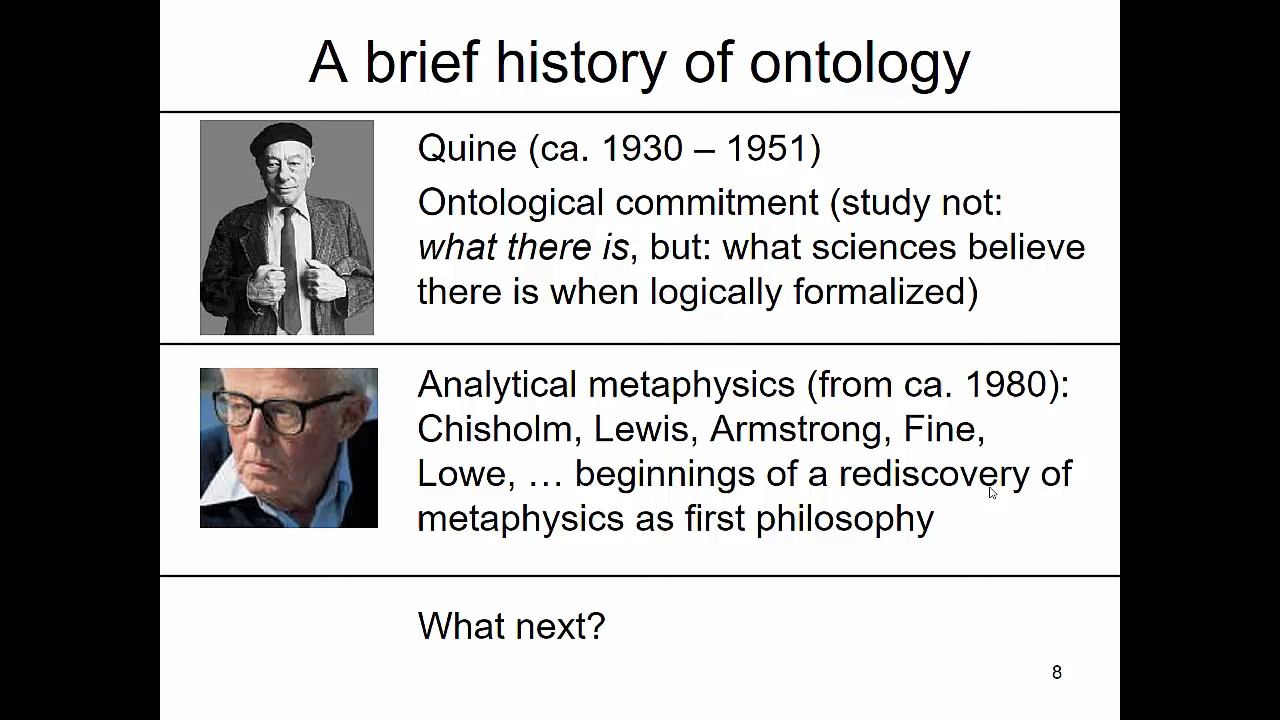 A brief history of ontology
Quine (ca. 1930 – 1951)
Ontological commitment (study not:
what there is, but: what sciences believe
there is when logically formalized)
Analytical metaphysics (from ca. 1980):
Chisholm, Lewis, Armstrong, Fine,
Lowe, … beginnings of a rediscovery of
metaphysics as first philosophy
What next?
8